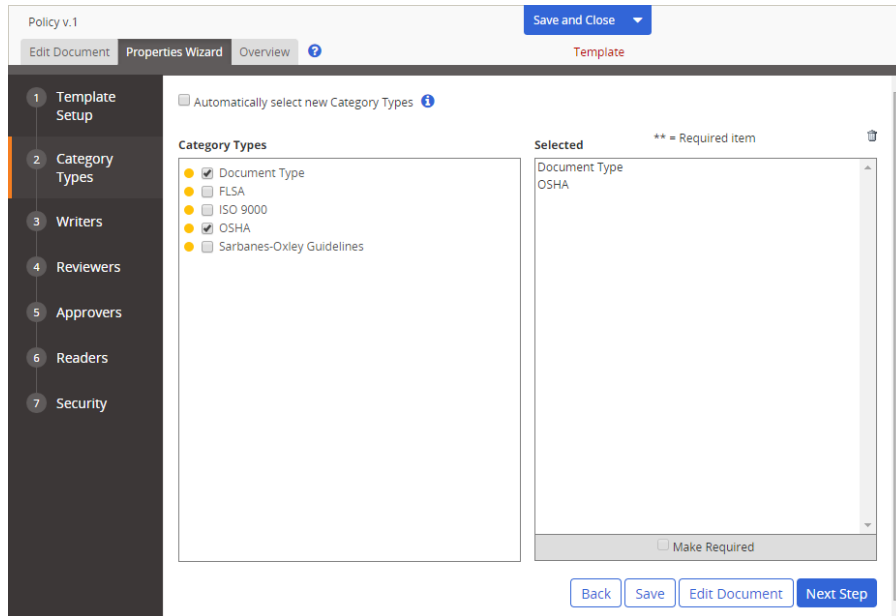 Policy v.1
Save and Close
Edit Document
Properties Wizard
Overview
?
Template
1 Template
Setup
2 Category
Types
3 Writers
4 Reviewers
5 Approvers
6 Readers
7 Security
Automatically select new Category Types i
Category Types
Document Type
FLSA
ISO 9000
OSHA
Sarbanes-Oxley Guidelines
Selected
** = Required item
Document Type
OSHA
Make Required
Back
Save
Edit Document
Next Step